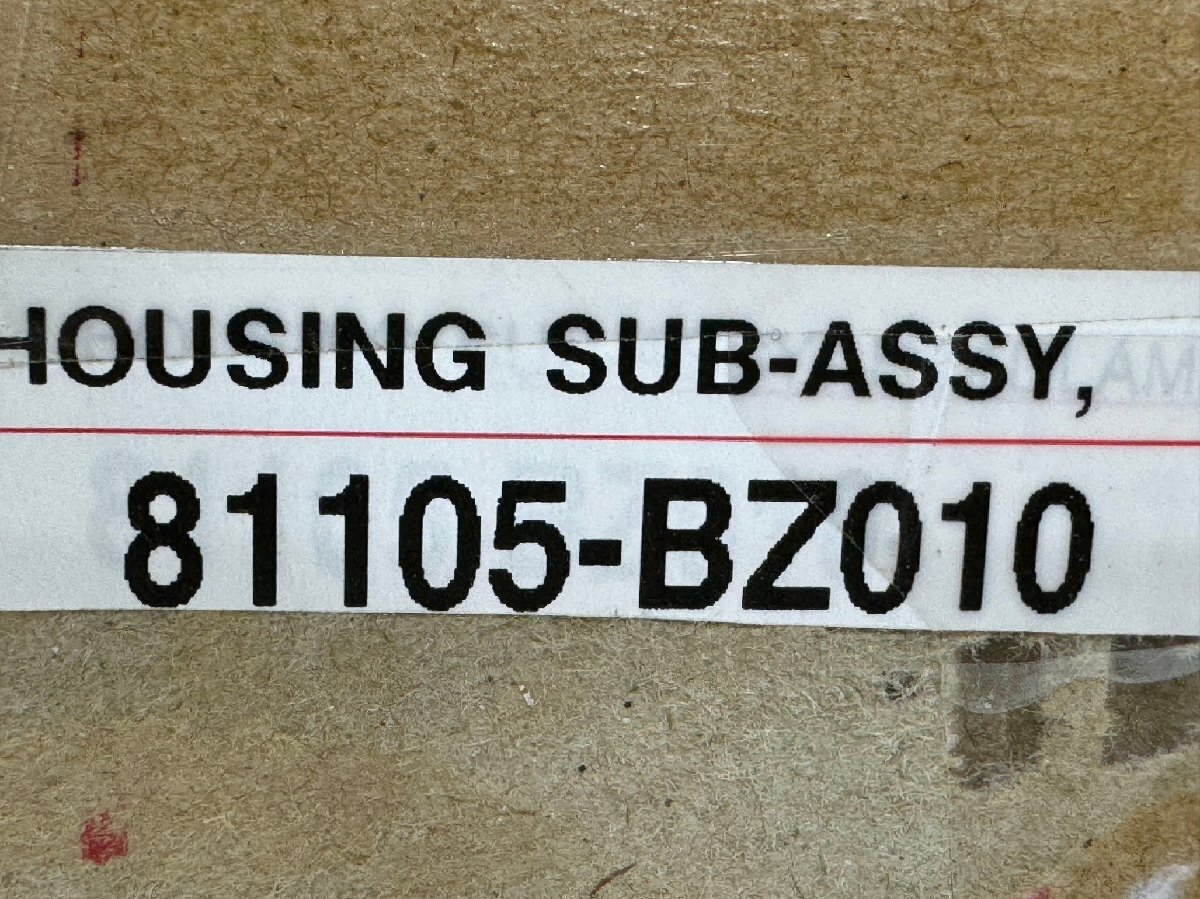 HOUSING SUB-ASSY,
81105-BZ010